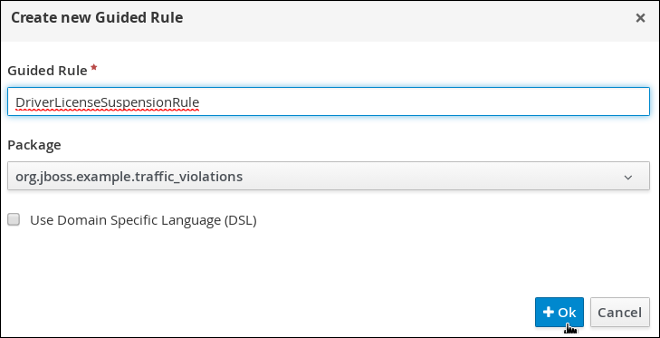 Create new Guided Rule
Guided Rule *
DriverLicenseSuspensionRule
Package
org.jboss.example.traffic_violations
Use Domain Specific Language (DSL)
+ Ok Cancel